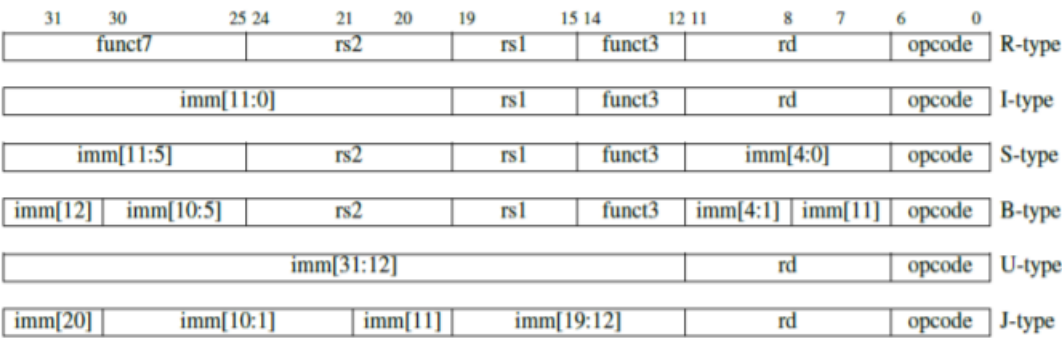 31 30 25 24 21 20 19 15 14 12 11 8 7 6 0
funct7 rs2 rs1 funct3 rd opcode R-type
imm[11:0] rs1 funct3 rd opcode I-type
imm[11:5] rs2 rs1 funct3 imm[4:0] opcode S-type
imm[12] imm[10:5] rs2 rs1 funct3 imm[4:1] imm[11] opcode B-type
imm[31:12] rd opcode U-type
imm[20] imm[10:1] imm[11] imm[19:12] rd opcode J-type